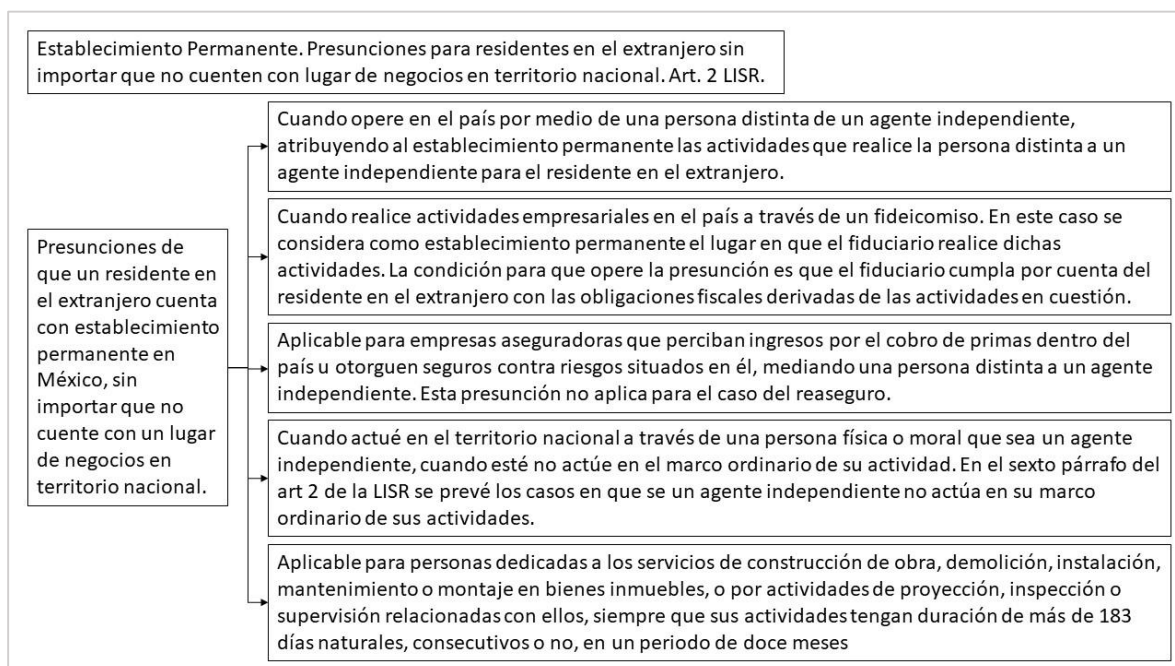 Establecimiento Permanente. Presunciones para residentes en el extranjero sin
importar que no cuenten con lugar de negocios en territorio nacional. Art. 2 LISR.
Presunciones de
que un residente en
el extranjero cuenta
con establecimiento
permanente en
México, sin
importar que no
cuente con un lugar
de negocios en
territorio nacional.
Cuando opere en el país por medio de una persona distinta de un agente independiente,
atribuyendo al establecimiento permanente las actividades que realice la persona distinta a un
agente independiente para el residente en el extranjero.
Cuando realice actividades empresariales en el país a través de un fideicomiso. En este caso se
considera como establecimiento permanente el lugar en que el fiduciario realice dichas
actividades. La condición para que opere la presunción es que el fiduciario cumpla por cuenta del
residente en el extranjero con las obligaciones fiscales derivadas de las actividades en cuestión.
Aplicable para empresas aseguradoras que perciban ingresos por el cobro de primas dentro del
país u otorguen seguros contra riesgos situados en él, mediando una persona distinta a un agente
independiente. Esta presunción no aplica para el caso del reaseguro.
Cuando actué en el territorio nacional a través de una persona física o moral que sea un agente
independiente, cuando esté no actúe en el marco ordinario de su actividad. En el sexto párrafo del
art 2 de la LISR se prevé los casos en que se un agente independiente no actúa en su marco
ordinario de sus actividades.
Aplicable para personas dedicadas a los servicios de construcción de obra, demolición, instalación,
mantenimiento o montaje en bienes inmuebles, o por actividades de proyección, inspección o
supervisión relacionadas con ellos, siempre que sus actividades tengan duración de más de 183
días naturales, consecutivos o no, en un periodo de doce meses